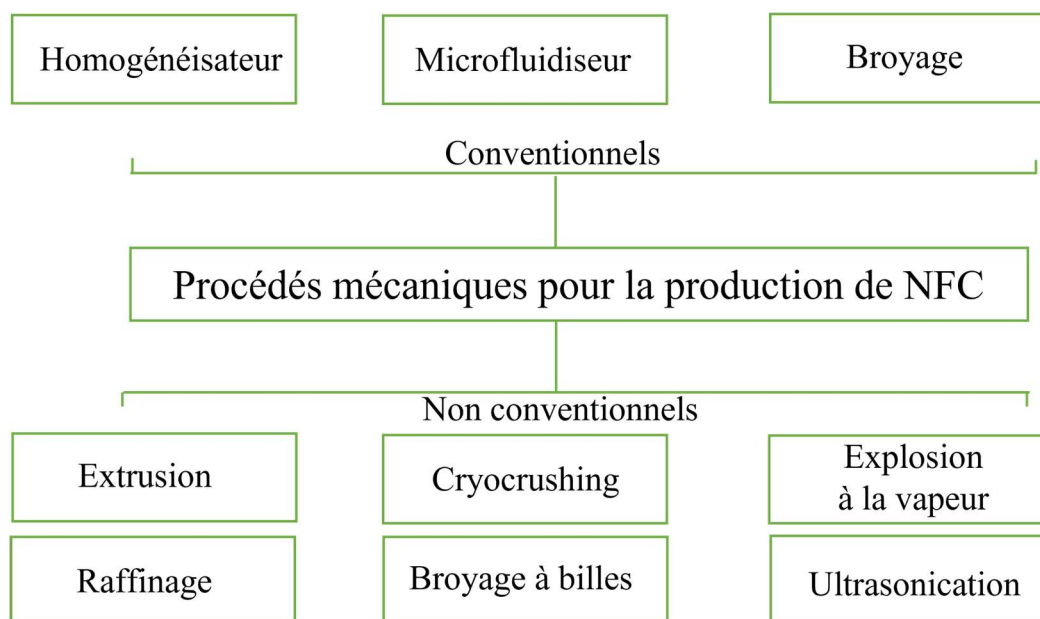 Homogénéisateur
Microfluidiseur
Broyage
Conventionnels
Procédés mécaniques pour la production de NFC
Non conventionnels
Extrusion
Cryocrushing
Explosion
à la vapeur
Raffinage
Broyage à billes
Ultrasonication